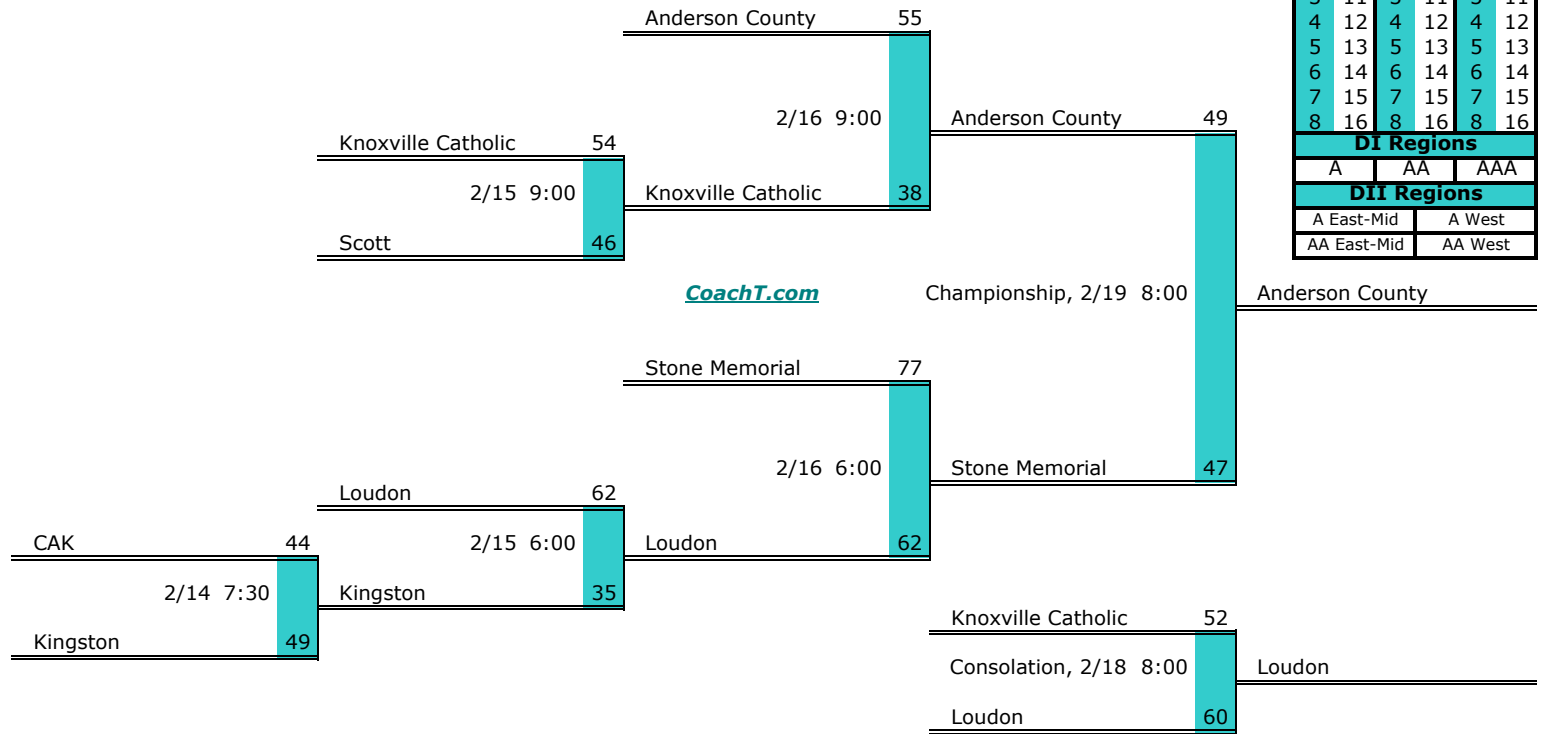 Anderson County 55
3 11 3 11 3 11
4 12 4 12 4 12
5 13 5 13 5 13
6 14 6 14 6 14
2/16 9:00 Anderson County 49
7 15 7 15 7 15
8 16 8 16 8 16
Knoxville Catholic 54
DI Regions
A AA AAA
2/15 9:00 Knoxville Catholic 38
DII Regions
A East-Mid A West
Scott 46
AA East-Mid AA West
CoachT.com Championship, 2/19 8:00 Anderson County
Stone Memorial 77
2/16 6:00 Stone Memorial 47
Loudon 62
CAK 44 2/15 6:00 Loudon 62
2/14 7:30 Kingston 35
Knoxville Catholic 52
Kingston 49
Consolation, 2/18 8:00 Loudon
Loudon 60